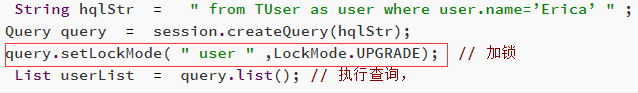 String hqlStr = " from TUser as user where user.name=’Erica’ " ;
Query query = session.createQuery(hqlStr);
query.setLockMode( " user " ,LockMode.UPGRADE); // 加锁
List userList = query.list(); // 执行查询,